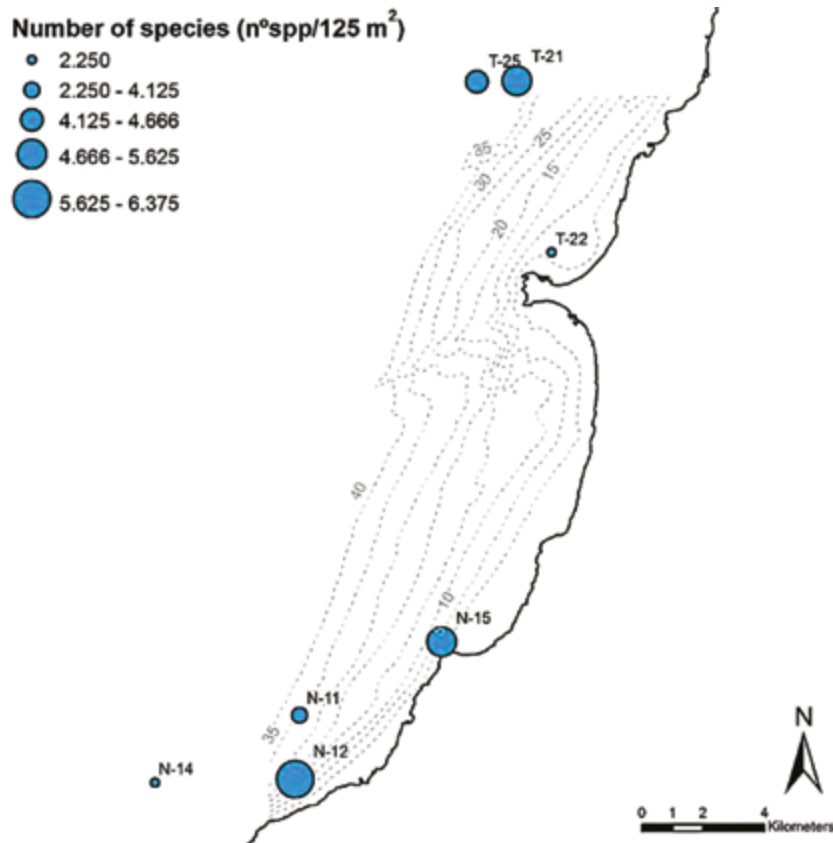 Number of species (nºspp/125 m²)
2.250
2.250 - 4.125
4.125 - 4.666
4.666 - 5.625
5.625 - 6.375
T-25
T-21
35
25
30
15
20
T-22
40
10
N-15
N-11
35
N-12
N-14
N
0 1 2 4
Kilometers